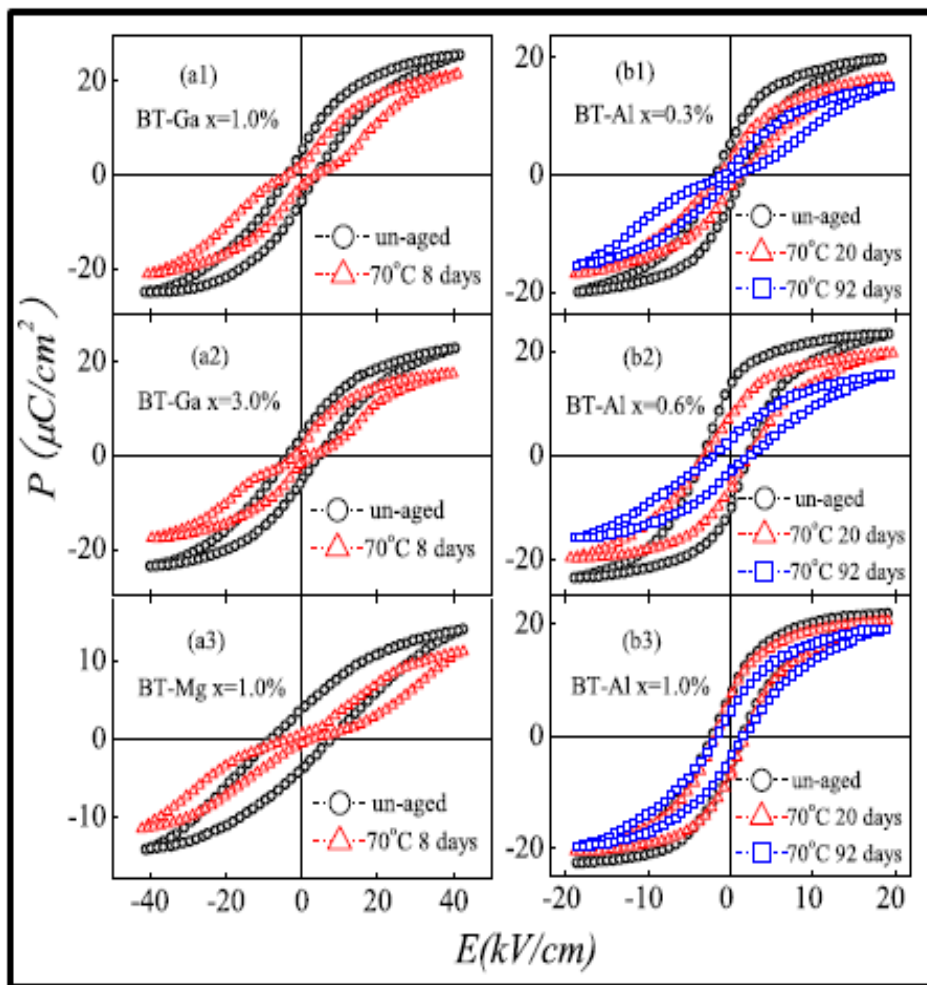 (a1)
BT-Ga x=1.0%
un-aged
70°C 8 days
20
0
-20
(b1)
BT-Al x=0.3%
un-aged
70°C 20 days
70°C 92 days
20
0
-20
(a2)
BT-Ga x=3.0%
un-aged
70°C 8 days
20
0
-20
(b2)
BT-Al x=0.6%
un-aged
70°C 20 days
70°C 92 days
20
0
-20
(a3)
BT-Mg x=1.0%
un-aged
70°C 8 days
10
0
-10
-40 -20 0 20 40
(b3)
BT-Al x=1.0%
un-aged
70°C 20 days
70°C 92 days
20
0
-20
-20 -10 0 10 20
P (μC/cm²)
E(kV/cm)